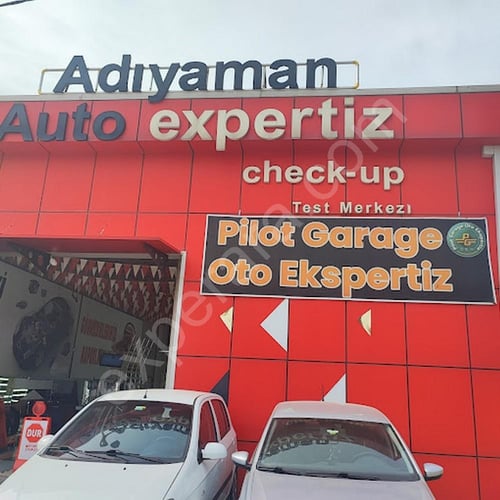 Adıyaman
Auto expertiz
check-up
Test Merkezi
Pilot Garage
Oto Ekspertiz
DUR